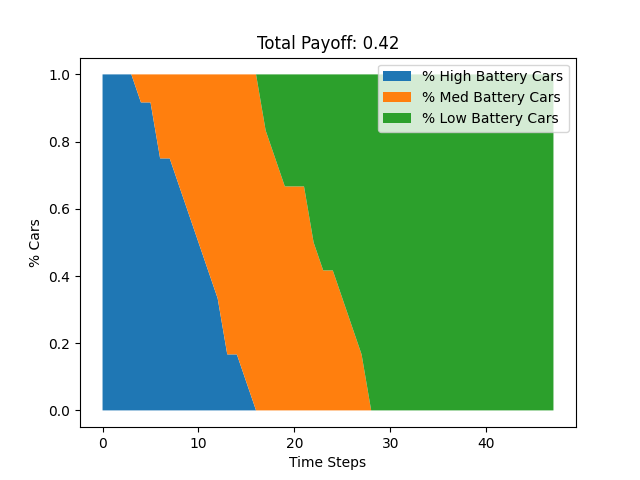 Total Payoff: 0.42
% High Battery Cars
% Med Battery Cars
% Low Battery Cars
1.0
0.8
0.6
0.4
0.2
0.0
% Cars
0 10 20 30 40
Time Steps